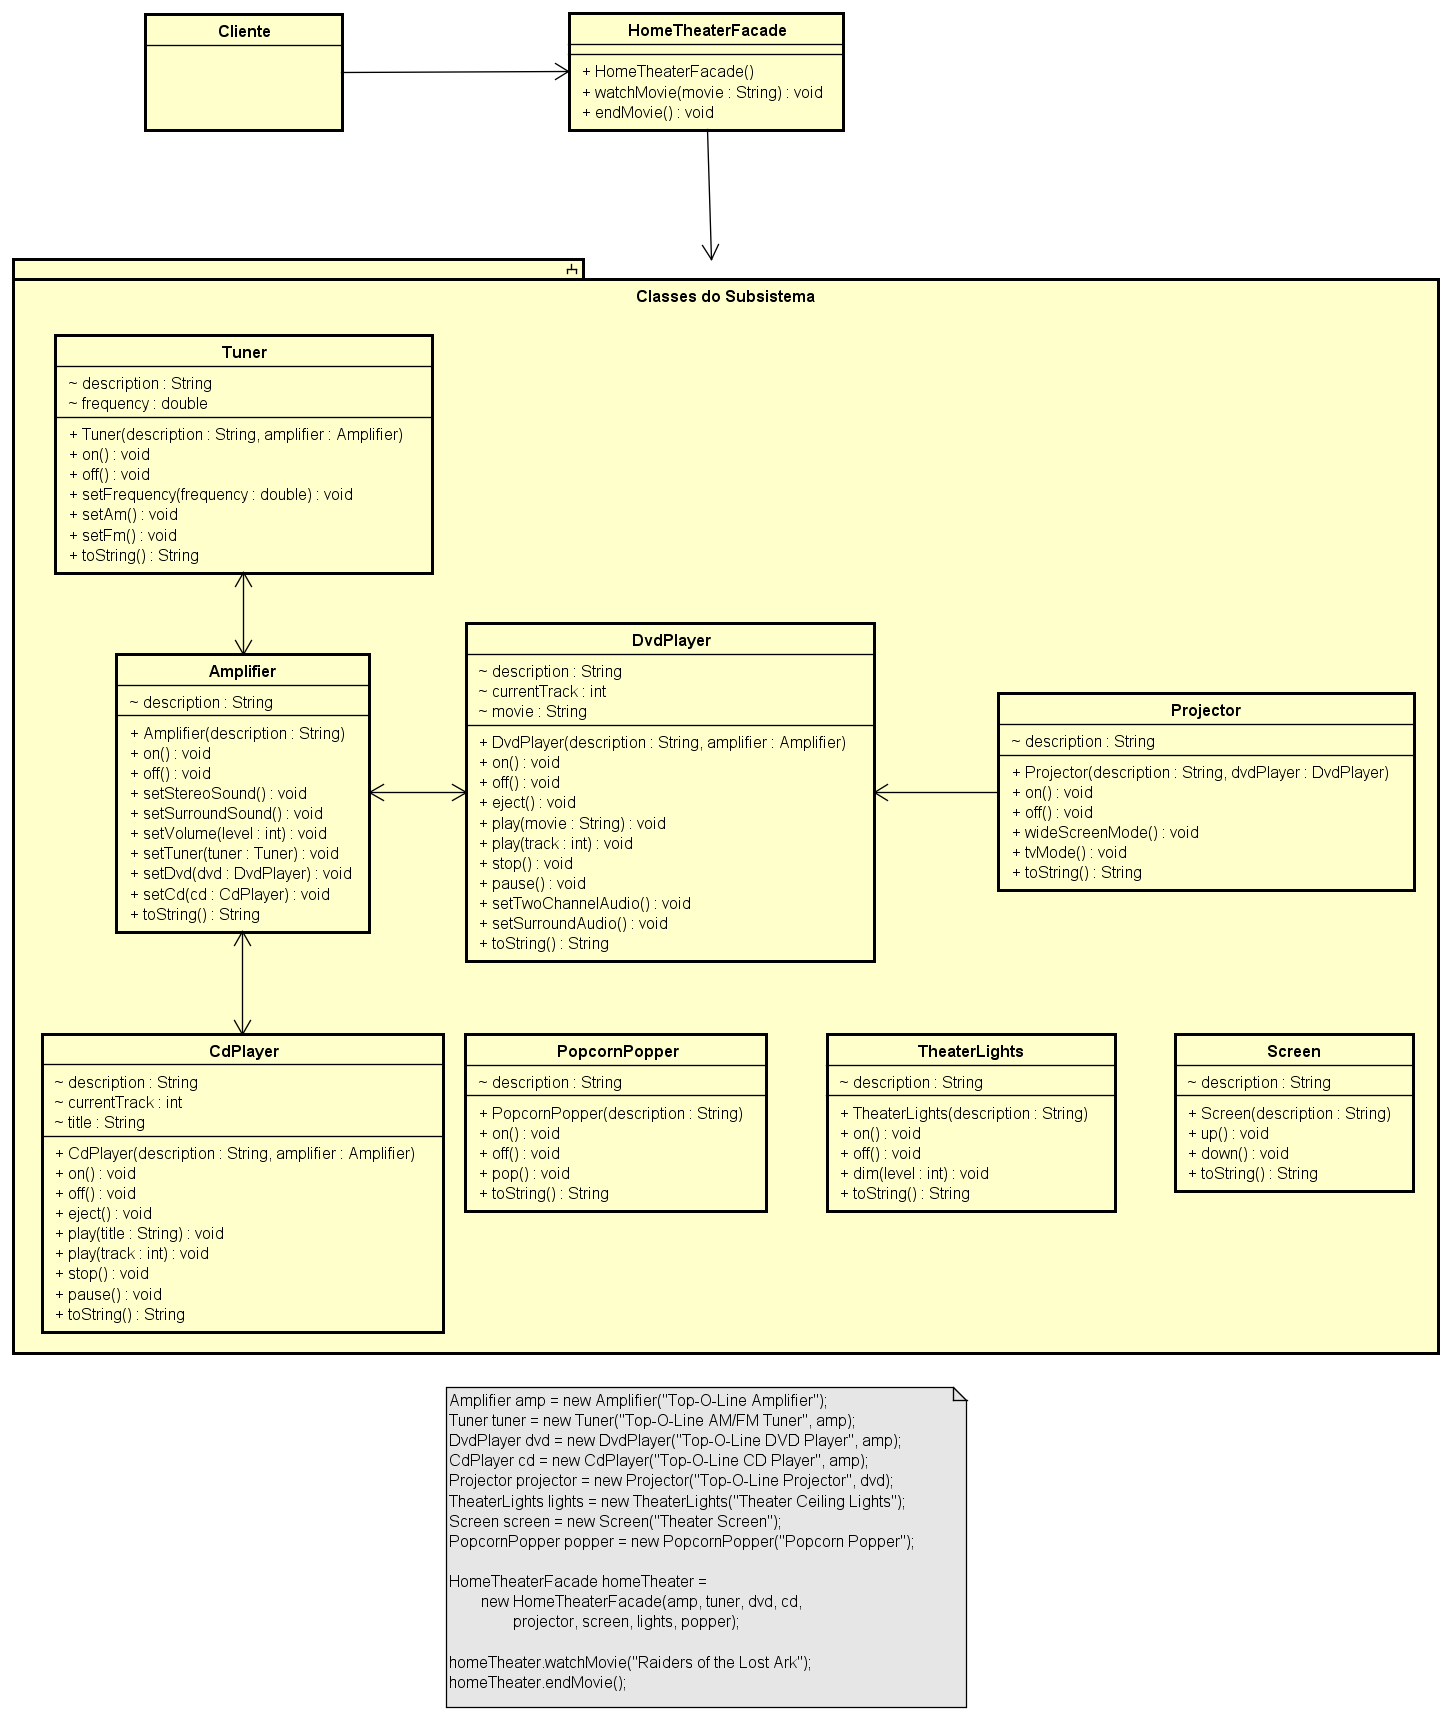 Cliente
HomeTheaterFacade
+ HomeTheaterFacade()
+ watchMovie(movie : String) : void
+ endMovie() : void
Classes do Subsistema
Tuner
~ description : String
~ frequency : double
+ Tuner(description : String, amplifier : Amplifier)
+ on() : void
+ off() : void
+ setFrequency(frequency : double) : void
+ setAm() : void
+ setFm() : void
+ toString() : String
Amplifier
~ description : String
+ Amplifier(description : String)
+ on() : void
+ off() : void
+ setStereoSound() : void
+ setSurroundSound() : void
+ setVolume(level : int) : void
+ setTuner(tuner : Tuner) : void
+ setDvd(dvd : DvdPlayer) : void
+ setCd(cd : CdPlayer) : void
+ toString() : String
DvdPlayer
~ description : String
~ currentTrack : int
~ movie : String
+ DvdPlayer(description : String, amplifier : Amplifier)
+ on() : void
+ off() : void
+ eject() : void
+ play(movie : String) : void
+ play(track : int) : void
+ stop() : void
+ pause() : void
+ setTwoChannelAudio() : void
+ setSurroundAudio() : void
+ toString() : String
Projector
~ description : String
+ Projector(description : String, dvdPlayer : DvdPlayer)
+ on() : void
+ off() : void
+ wideScreenMode() : void
+ tvMode() : void
+ toString() : String
CdPlayer
~ description : String
~ currentTrack : int
~ title : String
+ CdPlayer(description : String, amplifier : Amplifier)
+ on() : void
+ off() : void
+ eject() : void
+ play(title : String) : void
+ play(track : int) : void
+ stop() : void
+ pause() : void
+ toString() : String
PopcornPopper
~ description : String
+ PopcornPopper(description : String)
+ on() : void
+ off() : void
+ pop() : void
+ toString() : String
TheaterLights
~ description : String
+ TheaterLights(description : String)
+ on() : void
+ off() : void
+ dim(level : int) : void
+ toString() : String
Screen
~ description : String
+ Screen(description : String)
+ up() : void
+ down() : void
+ toString() : String
Amplifier amp = new Amplifier("Top-O-Line Amplifier");
Tuner tuner = new Tuner("Top-O-Line AM/FM Tuner", amp);
DvdPlayer dvd = new DvdPlayer("Top-O-Line DVD Player", amp);
CdPlayer cd = new CdPlayer("Top-O-Line CD Player", amp);
Projector projector = new Projector("Top-O-Line Projector", dvd);
TheaterLights lights = new TheaterLights("Theater Ceiling Lights");
Screen screen = new Screen("Theater Screen");
PopcornPopper popper = new PopcornPopper("Popcorn Popper");
HomeTheaterFacade homeTheater =
new HomeTheaterFacade(amp, tuner, dvd, cd,
projector, screen, lights, popper);
homeTheater.watchMovie("Raiders of the Lost Ark");
homeTheater.endMovie();